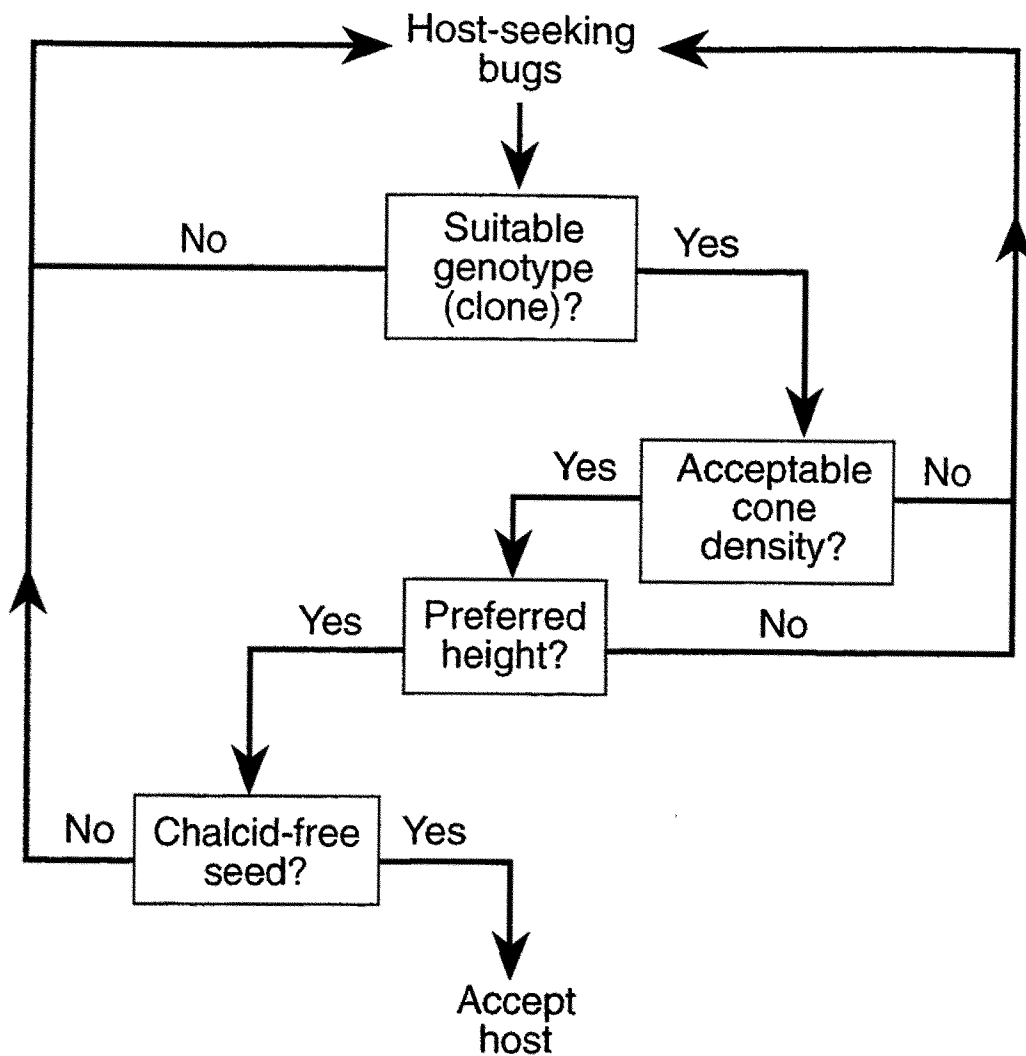 Host-seeking
bugs
No
Suitable
genotype
(clone)?
Yes
Yes
Acceptable
cone
density?
No
Yes
Preferred
height?
No
No
Chalcid-free
seed?
Yes
Accept
host